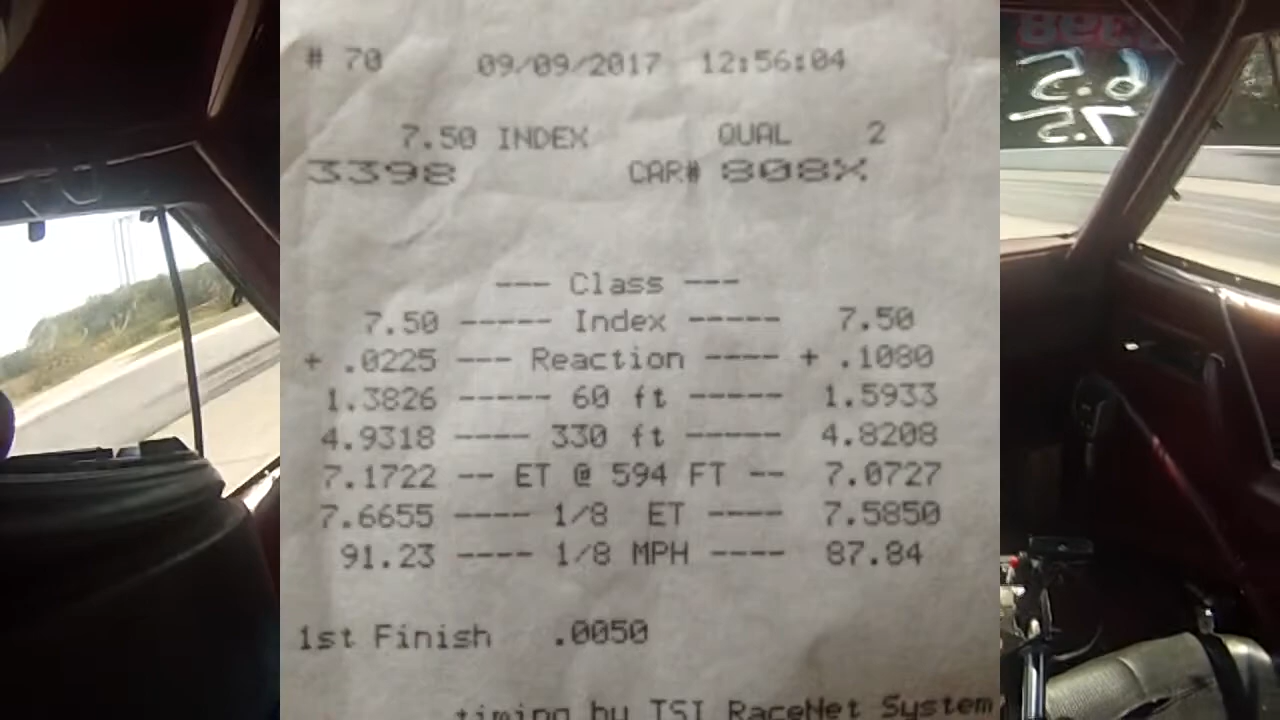 # 70 09/09/2017 12:56:04
7.50 INDEX QUAL 2
3398 CAR# 808X
--- Class ---
7.50 ----- Index ----- 7.50
+ .0225 --- Reaction ---- + .1080
1.3826 ----- 60 ft ----- 1.5933
4.9318 ---- 330 ft ----- 4.8208
7.1722 -- ET @ 594 FT -- 7.0727
7.6655 ---- 1/8 ET ---- 7.5850
91.23 ---- 1/8 MPH ---- 87.84
1st Finish .0050
timing by TSI RaceNet System